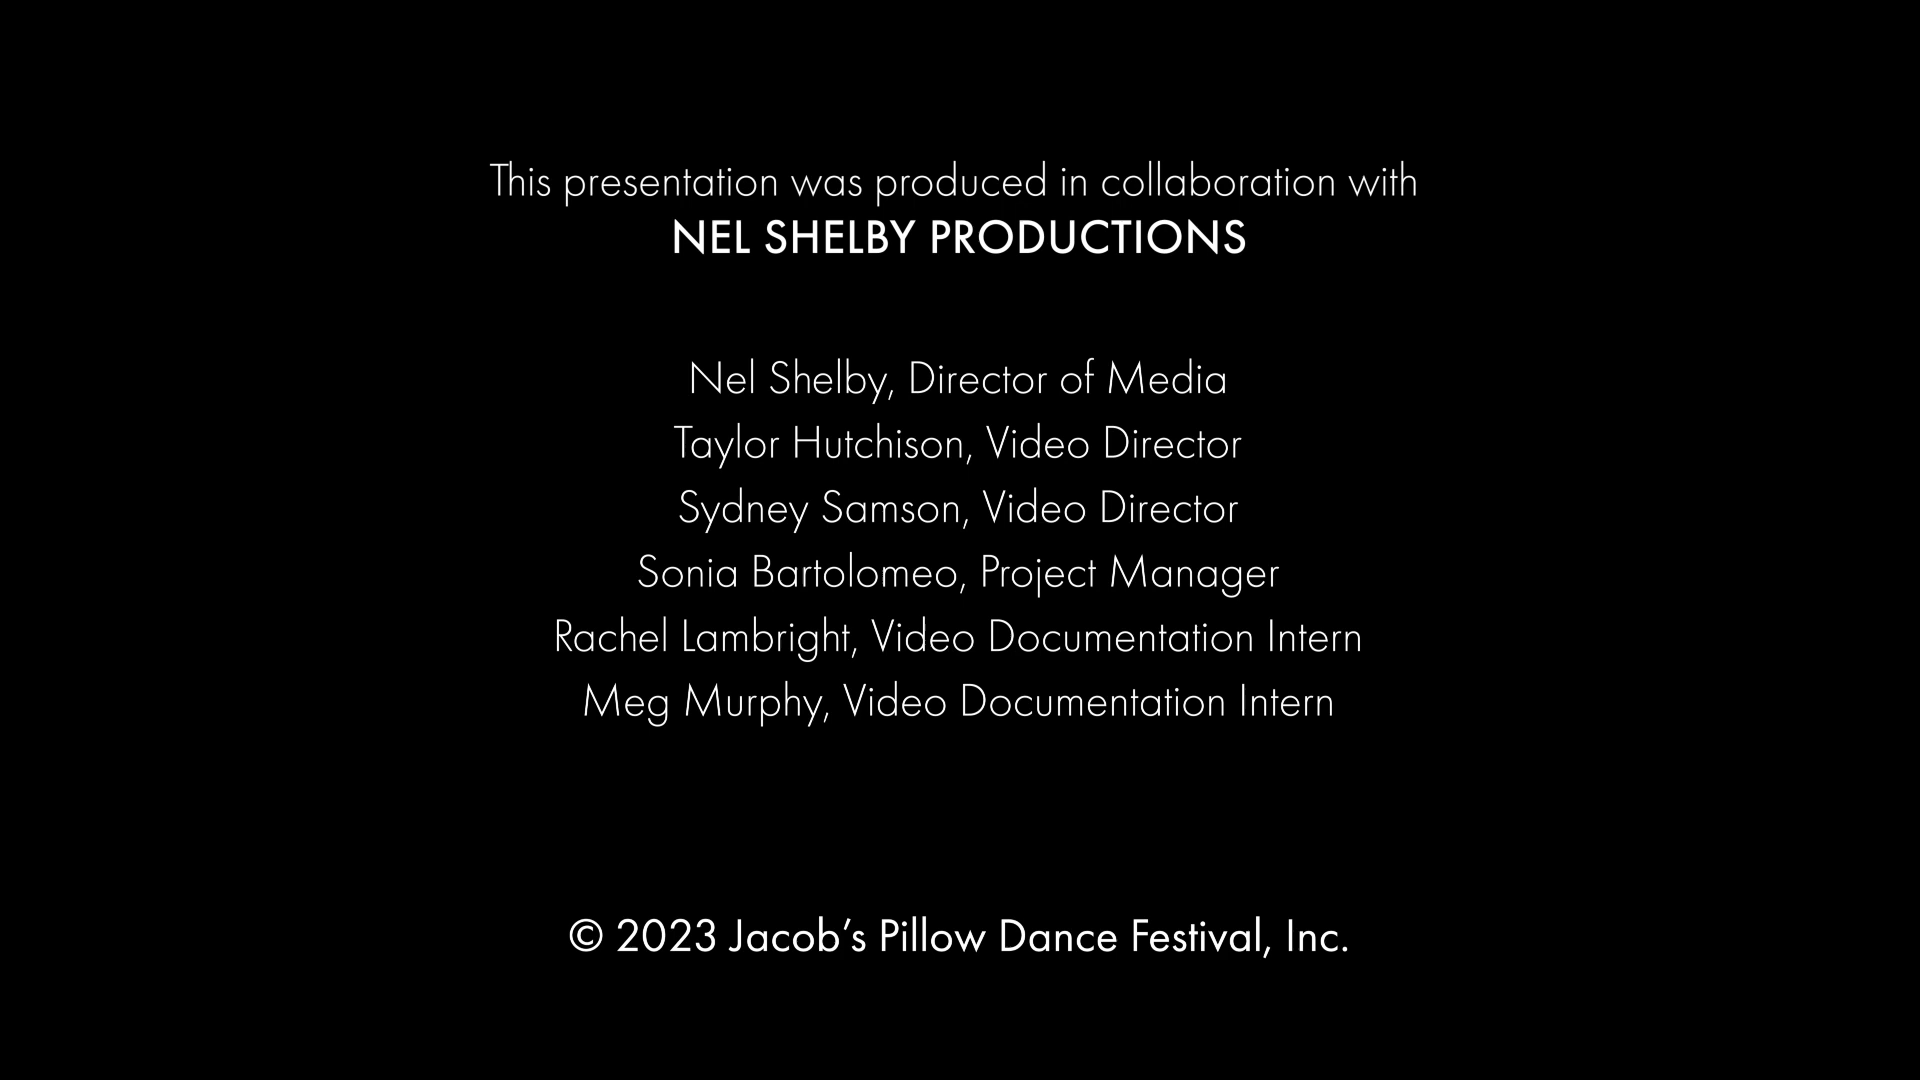 This presentation was produced in collaboration with
NEL SHELBY PRODUCTIONS
Nel Shelby, Director of Media
Taylor Hutchison, Video Director
Sydney Samson, Video Director
Sonia Bartolomeo, Project Manager
Rachel Lambright, Video Documentation Intern
Meg Murphy, Video Documentation Intern
© 2023 Jacob’s Pillow Dance Festival, Inc.